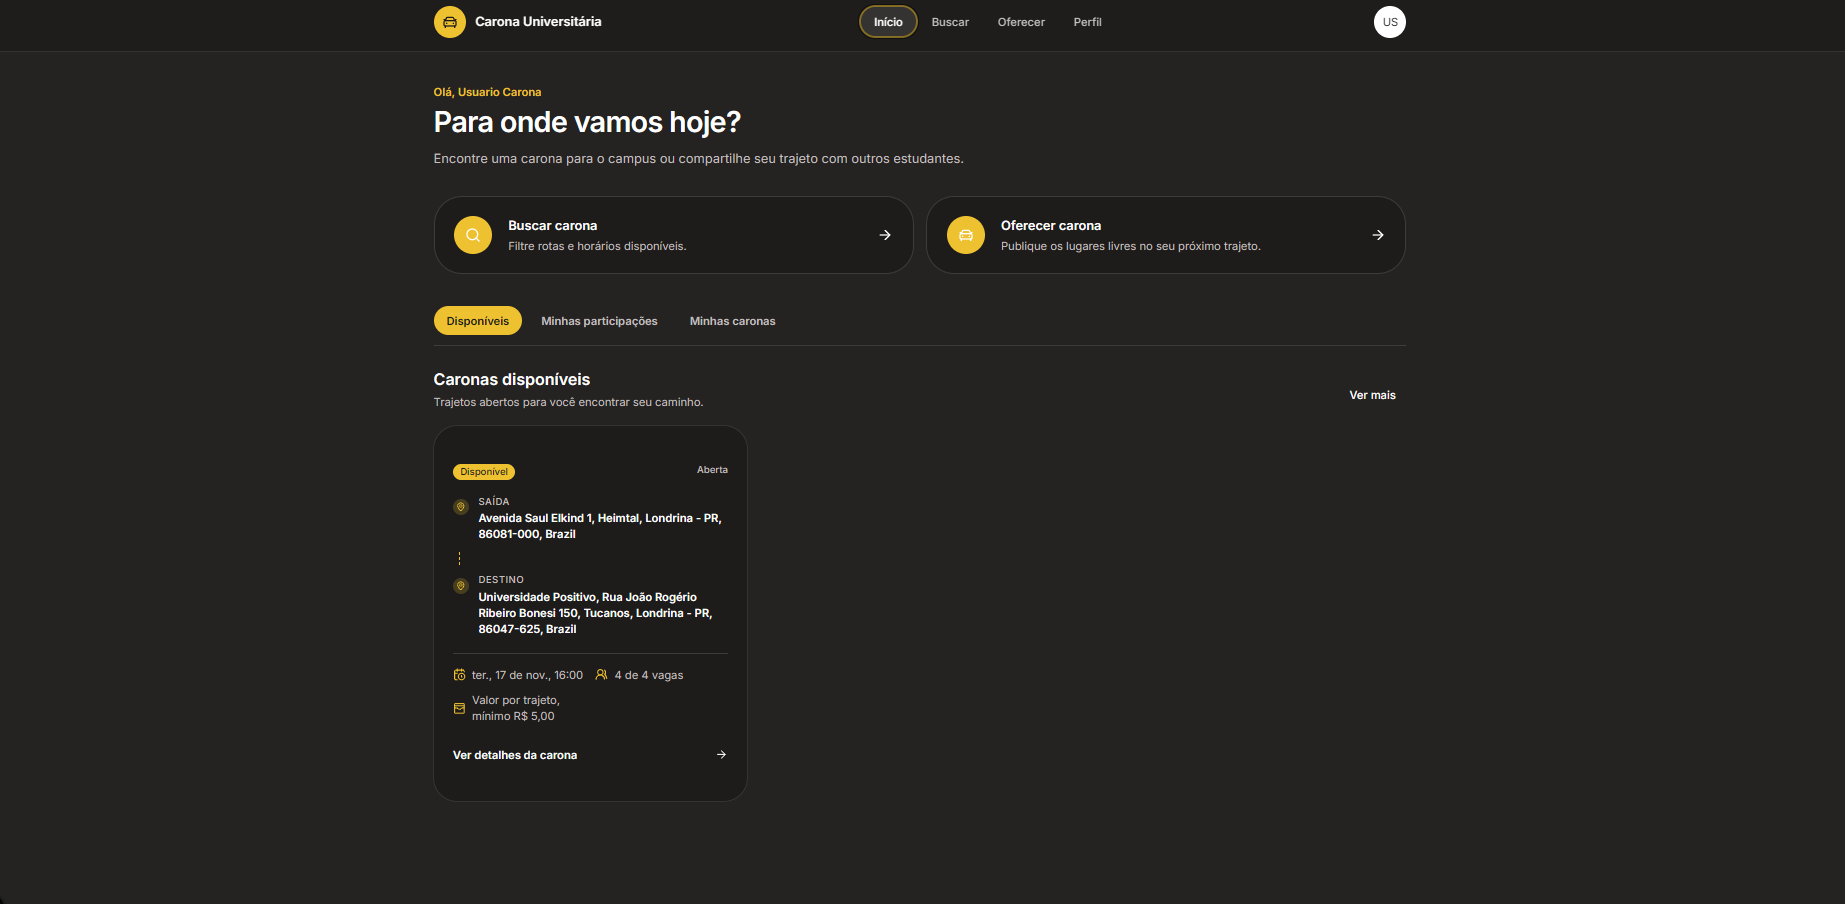 Carona Universitária
Início
Buscar
Oferecer
Perfil
US
Olá, Usuario Carona
Para onde vamos hoje?
Encontre uma carona para o campus ou compartilhe seu trajeto com outros estudantes.
Buscar carona
Filtre rotas e horários disponíveis.
Oferecer carona
Publique os lugares livres no seu próximo trajeto.
Disponíveis
Minhas participações
Minhas caronas
Caronas disponíveis
Trajetos abertos para você encontrar seu caminho.
Ver mais
Disponível
Aberta
SAÍDA
Avenida Saul Elkind 1, Heimtal, Londrina - PR,
86081-000, Brazil
DESTINO
Universidade Positivo, Rua João Rogério
Ribeiro Bonesi 150, Tucanos, Londrina - PR,
86047-625, Brazil
ter., 17 de nov., 16:00
4 de 4 vagas
Valor por trajeto,
mínimo R$ 5,00
Ver detalhes da carona